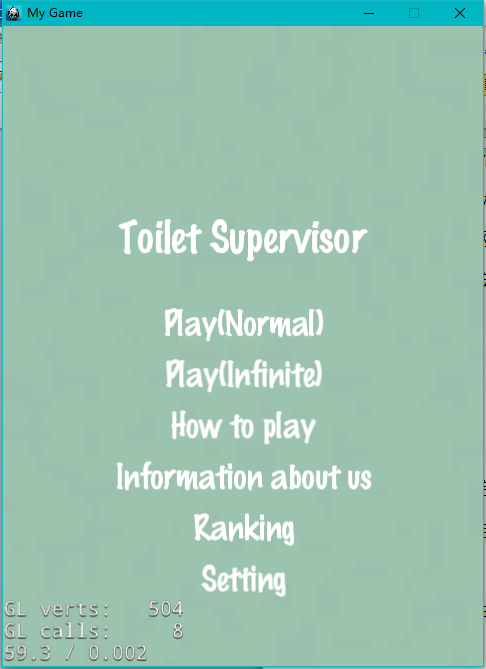 My Game
Toilet Supervisor
Play(Normal)
Play(Infinite)
How to play
Information about us
Ranking
Setting
GL verts: 504
GL calls: 8
59.3 / 0.002